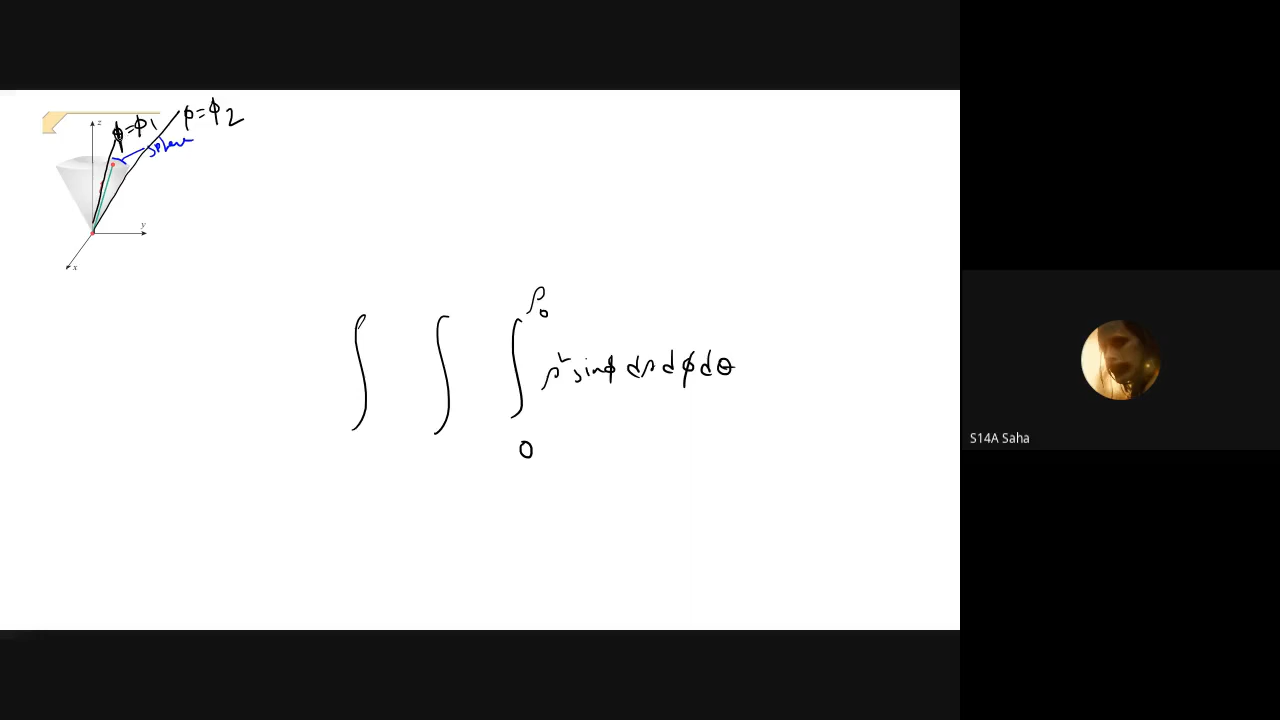 z
ϕ=ϕ1
ϕ=ϕ2
sphere
y
x
∫ ∫ ∫
ρ0
0
ρ² sinϕ dρ dϕ dθ
S14A Saha